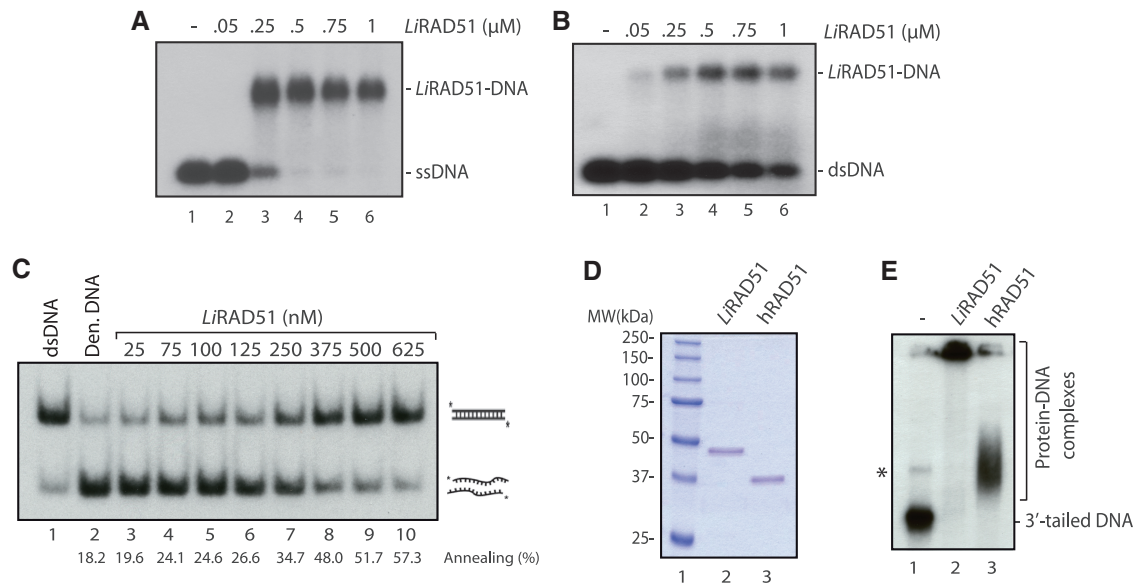 A
- .05 .25 .5 .75 1 LiRAD51 (µM)
- LiRAD51-DNA
- ssDNA
1 2 3 4 5 6
B
- .05 .25 .5 .75 1 LiRAD51 (µM)
- LiRAD51-DNA
- dsDNA
1 2 3 4 5 6
C
dsDNA
Den. DNA
LiRAD51 (nM)
25 75 100 125 250 375 500 625
*
*
* *
1 2 3 4 5 6 7 8 9 10
18.2 19.6 24.1 24.6 26.6 34.7 48.0 51.7 57.3 Annealing (%)
D
LiRAD51
hRAD51
MW(kDa)
250-
150-
100-
75-
50-
37-
25-
1 2 3
E
- LiRAD51
hRAD51
Protein-DNA
complexes
*
- 3'-tailed DNA
1 2 3